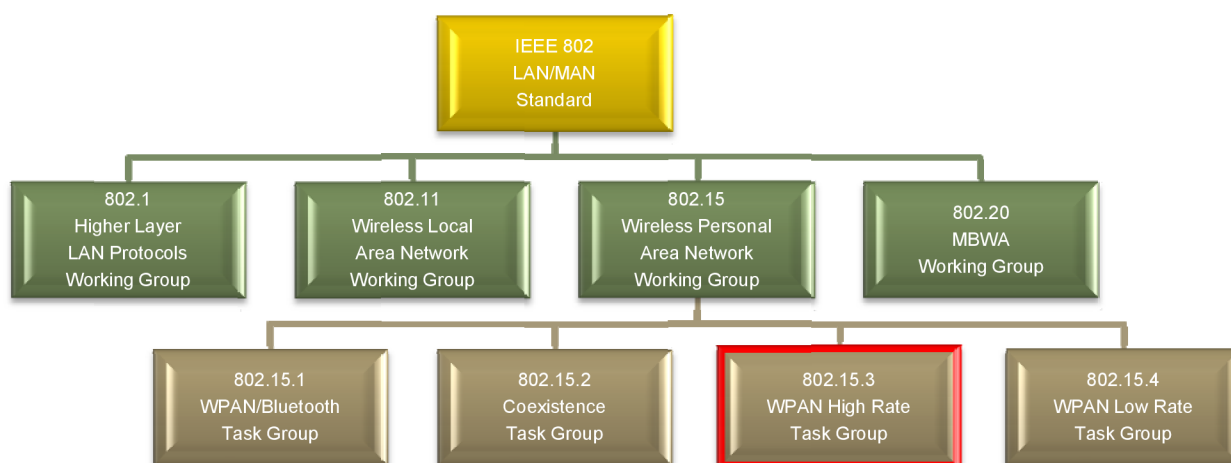 IEEE 802
LAN/MAN
Standard
802.1
Higher Layer
LAN Protocols
Working Group
802.11
Wireless Local
Area Network
Working Group
802.15
Wireless Personal
Area Network
Working Group
802.20
MBWA
Working Group
802.15.1
WPAN/Bluetooth
Task Group
802.15.2
Coexistence
Task Group
802.15.3
WPAN High Rate
Task Group
802.15.4
WPAN Low Rate
Task Group